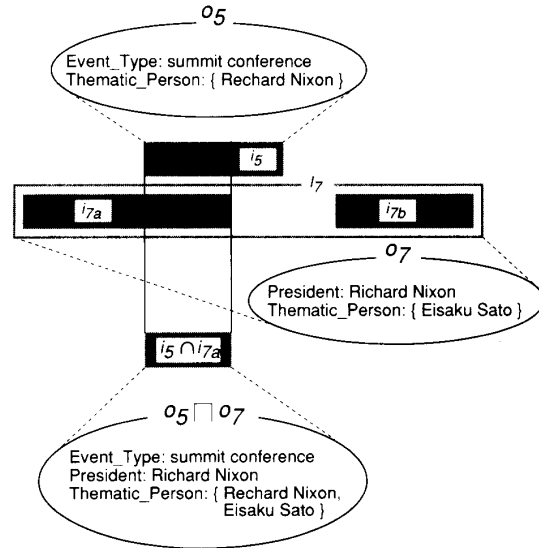 o5
Event_Type: summit conference
Thematic_Person: { Rechard Nixon }
i5
I7
i7a
i7b
o7
President: Richard Nixon
Thematic_Person: { Eisaku Sato }
i5 ∩ i7a
o5 ⊓ o7
Event_Type: summit conference
President: Richard Nixon
Thematic_Person: { Rechard Nixon,
Eisaku Sato }